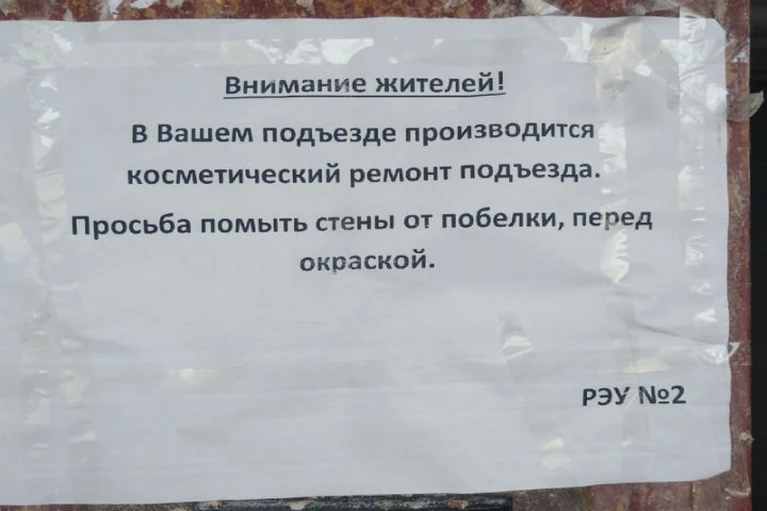 Внимание жителей!
В Вашем подъезде производится
косметический ремонт подъезда.
Просьба помыть стены от побелки, перед
окраской.
РЭУ №2